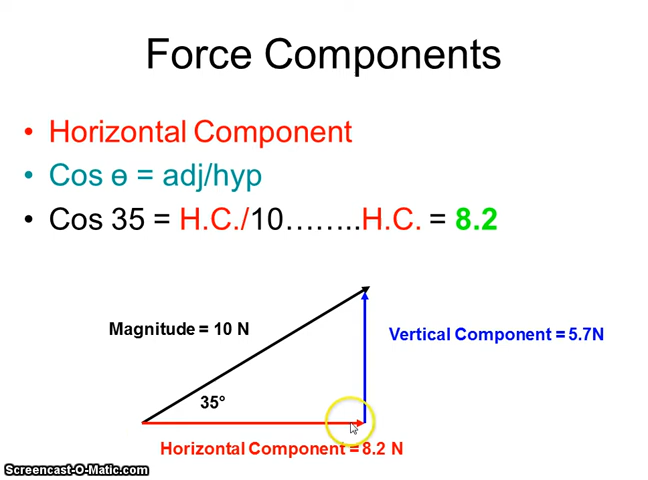 Force Components
• Horizontal Component
• Cos ɵ = adj/hyp
• Cos 35 = H.C./10……..H.C. = 8.2
Magnitude = 10 N
Vertical Component = 5.7N
35°
Horizontal Component = 8.2 N
Screencast-O-Matic.com